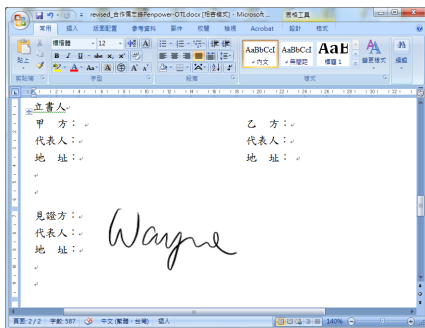 revised_合作備忘錄Penpower-OTI.docx [相容模式] - Microsoft ... 表格工具
常用 插入 版面配置 參考資料 郵件 校閱 檢視 Acrobat 設計 格式
標楷體 12
貼上
AaBbCcI AaBbCcI AaB
內文 無間距 標題 1 變更樣式 編輯
剪貼簿 字型 段落 樣式
立書人
甲 方： 乙 方：
代表人： 代表人：
地 址： 地 址：
見證方：
代表人：
地 址：
Wayne
頁面: 2 / 2 字數: 587 中文 (繁體，台灣) 插入 140%